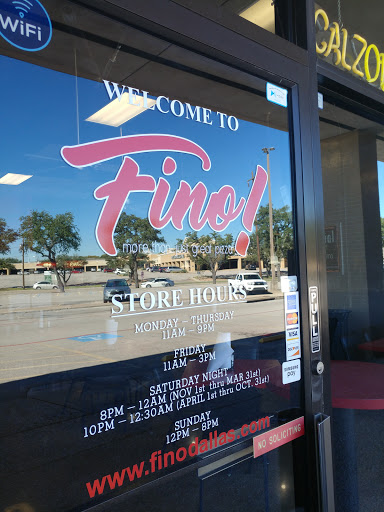 WiFi
CALZO
WELCOME TO
Fino!
more than just great pizza!
STORE HOURS
MONDAY – THURSDAY
11AM – 9PM
FRIDAY
11AM – 3PM
SATURDAY NIGHT
8PM – 12AM (NOV 1st thru MAR 31st)
10PM – 12:30AM (APRIL 1st thru OCT. 31st)
SUNDAY
12PM – 8PM
www.finodallas.com
PULL
VISA
NO SOLICITING